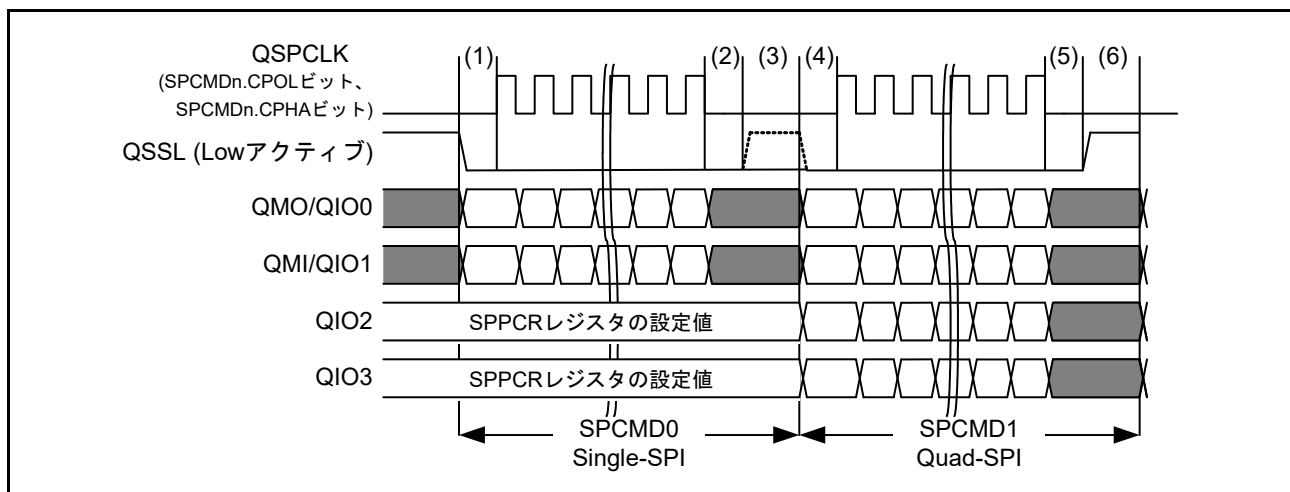 QSPCLK
(SPCMDn.CPOLビット、
SPCMDn.CPHAビット)
(1) (2) (3) (4) (5) (6)
QSSL (Lowアクティブ)
QMO/QIO0
QMI/QIO1
QIO2
SPPCRレジスタの設定値
QIO3
SPPCRレジスタの設定値
SPCMD0
Single-SPI
SPCMD1
Quad-SPI